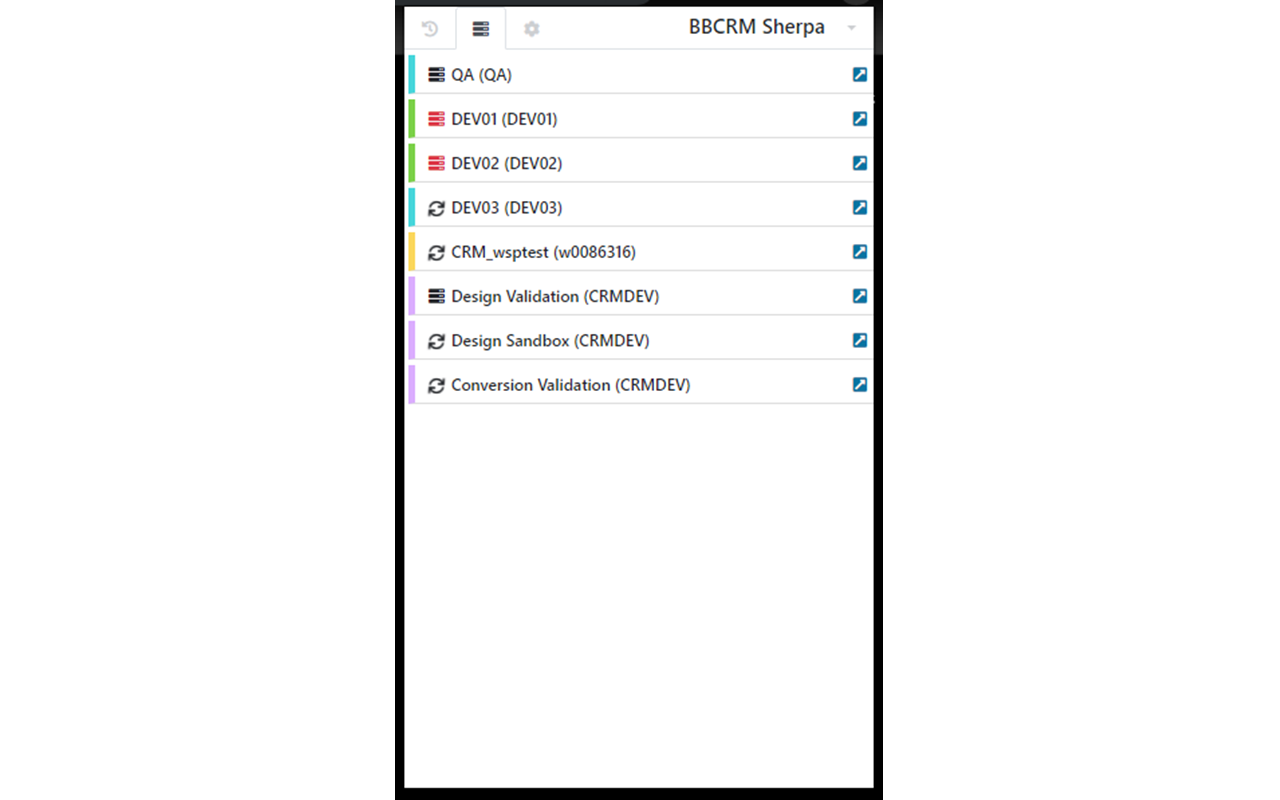 BBCRM Sherpa
QA (QA)
DEV01 (DEV01)
DEV02 (DEV02)
DEV03 (DEV03)
CRM_wsptest (w0086316)
Design Validation (CRMDEV)
Design Sandbox (CRMDEV)
Conversion Validation (CRMDEV)